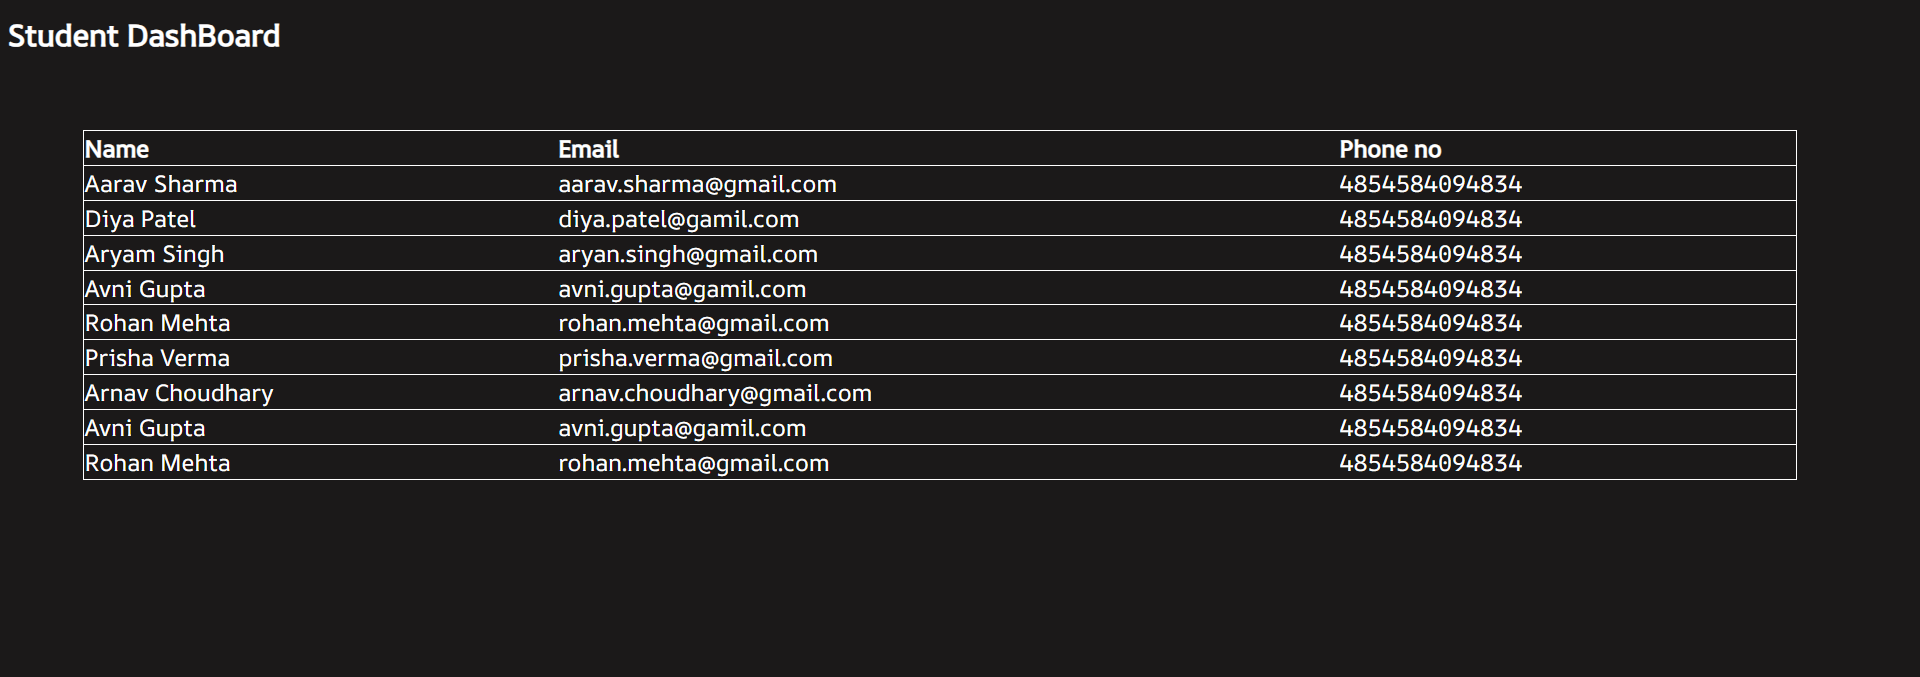 Student DashBoard
Name Email Phone no
Aarav Sharma aarav.sharma@gmail.com 4854584094834
Diya Patel diya.patel@gamil.com 4854584094834
Aryam Singh aryan.singh@gmail.com 4854584094834
Avni Gupta avni.gupta@gamil.com 4854584094834
Rohan Mehta rohan.mehta@gmail.com 4854584094834
Prisha Verma prisha.verma@gmail.com 4854584094834
Arnav Choudhary arnav.choudhary@gmail.com 4854584094834
Avni Gupta avni.gupta@gamil.com 4854584094834
Rohan Mehta rohan.mehta@gmail.com 4854584094834